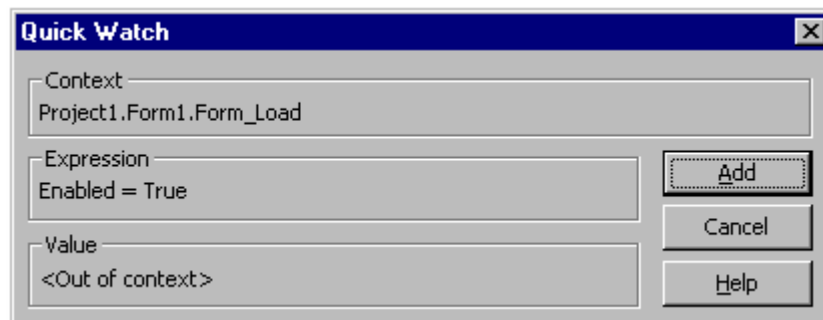 Quick Watch
Context
Project1.Form1.Form_Load
Expression
Enabled = True
Add
Cancel
Value
<Out of context>
Help